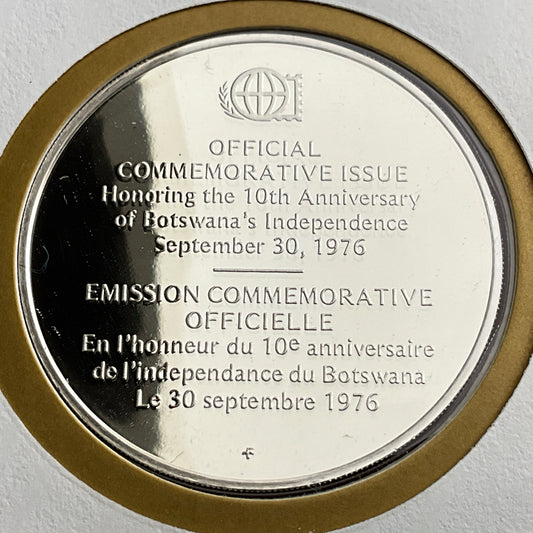 OFFICIAL
COMMEMORATIVE ISSUE
Honoring the 10th Anniversary
of Botswana's Independence
September 30, 1976
EMISSION COMMEMORATIVE
OFFICIELLE
En l'honneur du 10e anniversaire
de l'independance du Botswana
Le 30 septembre 1976